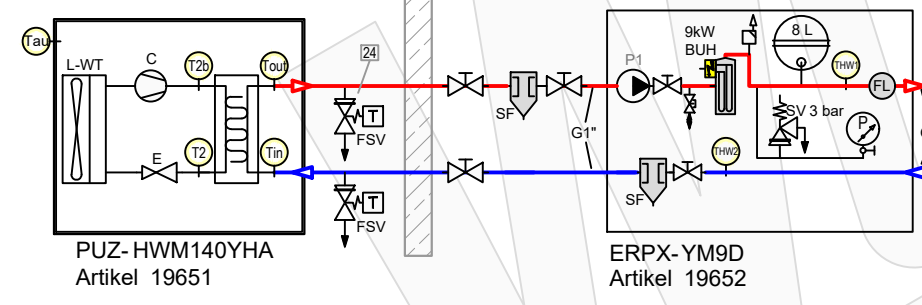 Tau
L-WT
C
T2b
Tout
E
T2
Tin
24
T
FSV
T
FSV
SF
G1"
P1
9kW
BUH
8 L
THW1
FL
SV 3 bar
P
THW2
SF
PUZ-HWM140YHA
Artikel 19651
ERPX-YM9D
Artikel 19652